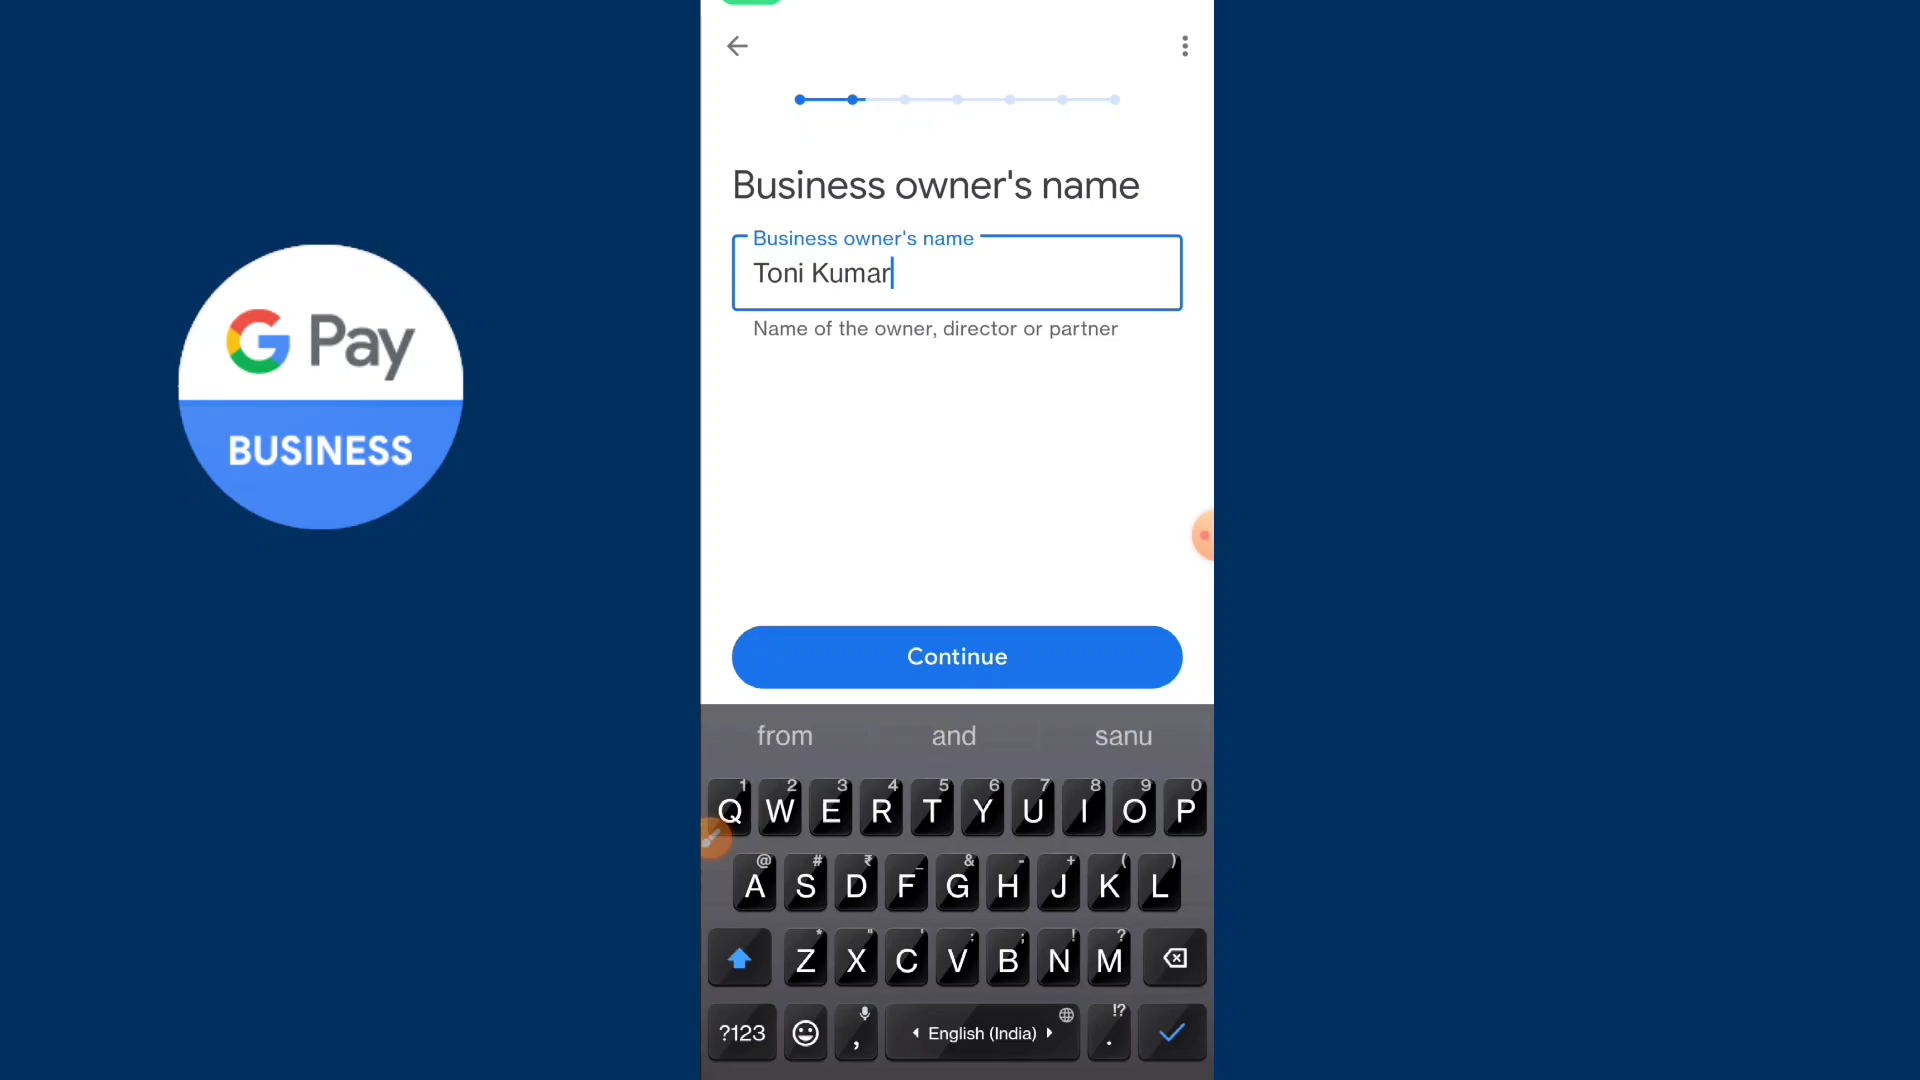 G Pay
BUSINESS
Business owner's name
Business owner's name
Toni Kumar
Name of the owner, director or partner
Continue
from and sanu
1 2 3 4 5 6 7 8 9 0
Q W E R T Y U I O P
@ # ₹ _ & - + ( )
A S D F G H J K L
* " ' : ; ! ?
Z X C V B N M
!?
?123 , English (India) .